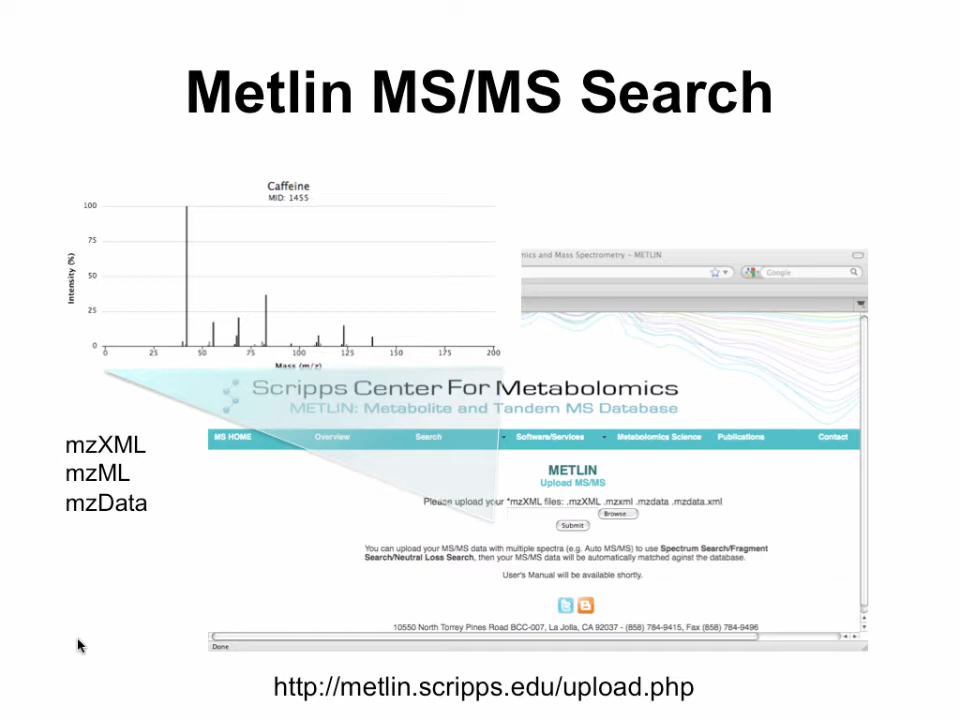 Metlin MS/MS Search
Caffeine
MID: 1455
100
75
50
25
0
Intensity (%)
0 25 50 75 100 125 150 175 200
Mass (m/z)
mics and Mass Spectrometry – METLIN
Google
Scripps Center For Metabolomics
METLIN: Metabolite and Tandem MS Database
MS HOME Overview Search Software/Services Metabolomics Science Publications Contact
mzXML
mzML
mzData
METLIN
Upload MS/MS
Please upload your *mzXML files: .mzXML .mzxml .mzdata .mzdata.xml
Browse...
Submit
You can upload your MS/MS data with multiple spectra (e.g. Auto MS/MS) to use Spectrum Search/Fragment
Search/Neutral Loss Search, then your MS/MS data will be automatically matched aginst the database.
User's Manual will be available shortly.
10550 North Torrey Pines Road BCC-007, La Jolla, CA 92037 - (858) 784-9415, Fax (858) 784-9496
Done
http://metlin.scripps.edu/upload.php